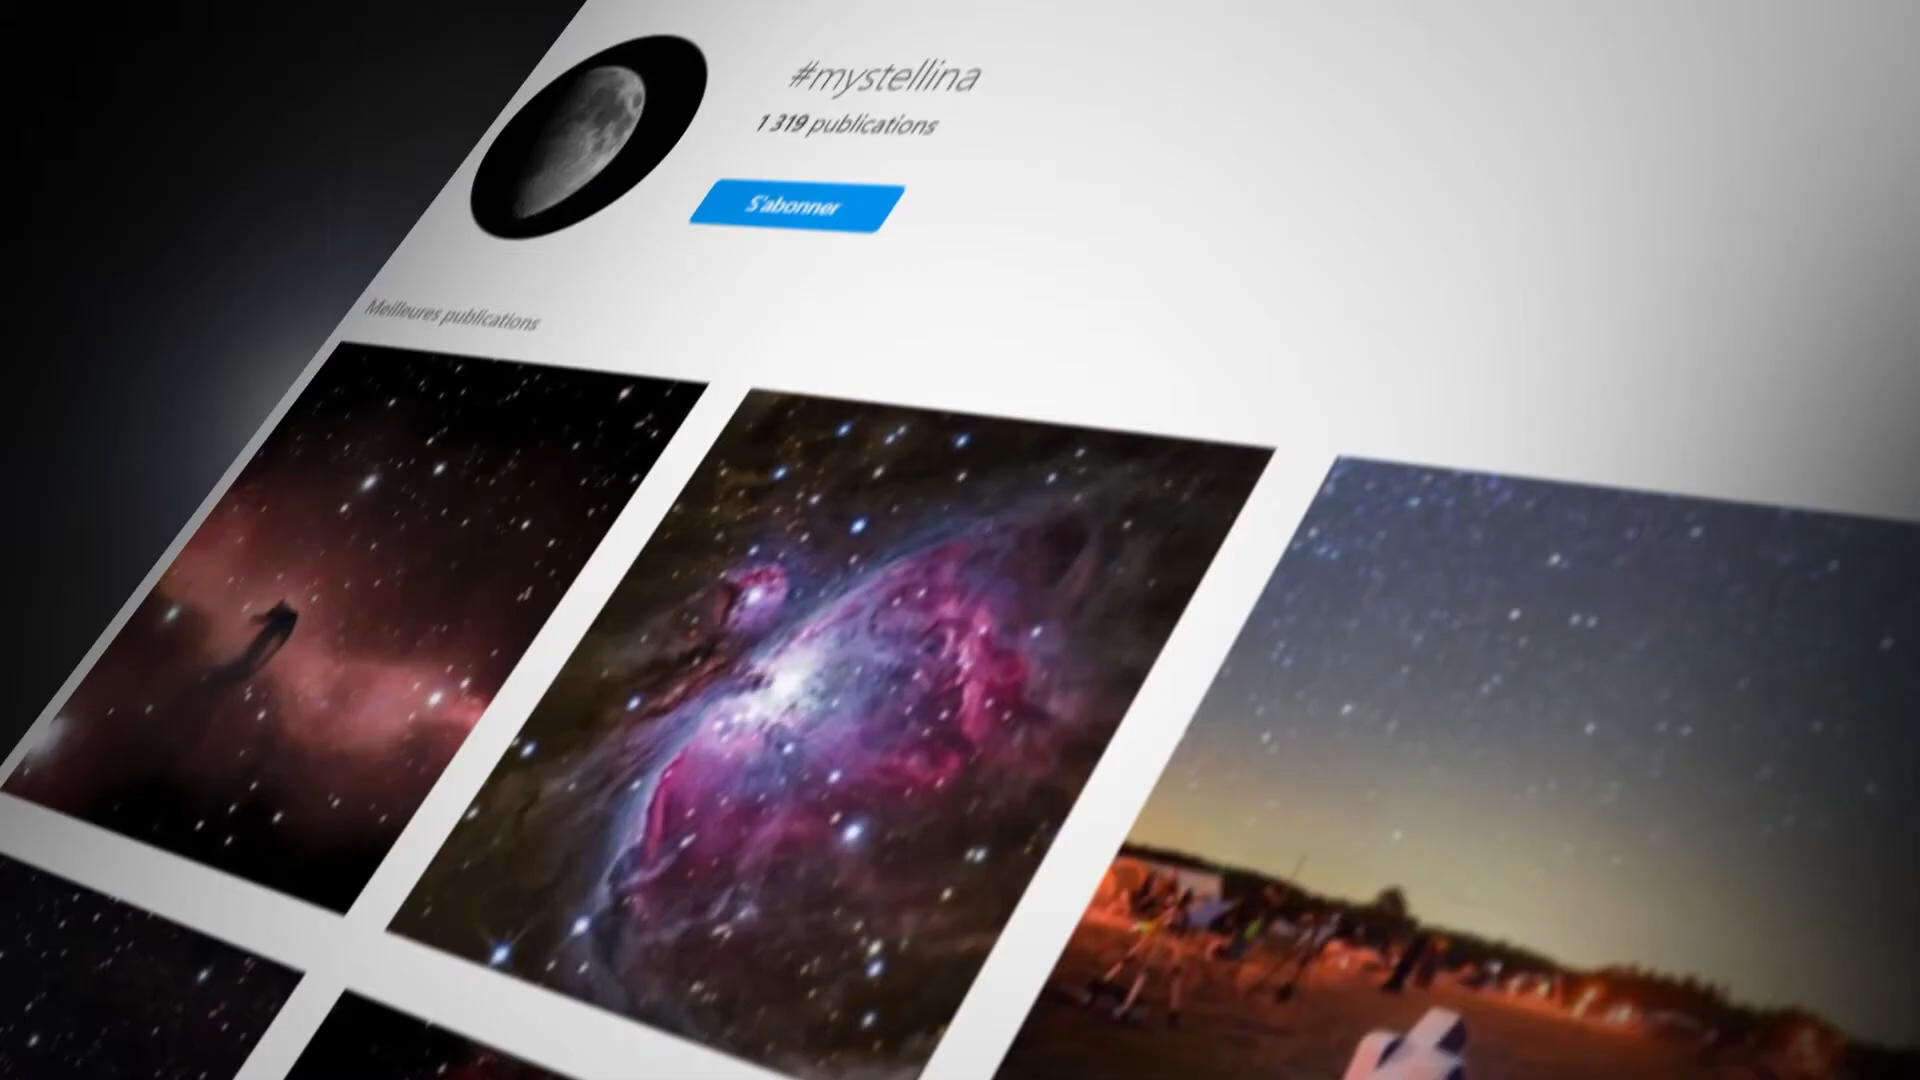 #mystellina
1 319 publications
S'abonner
Meilleures publications